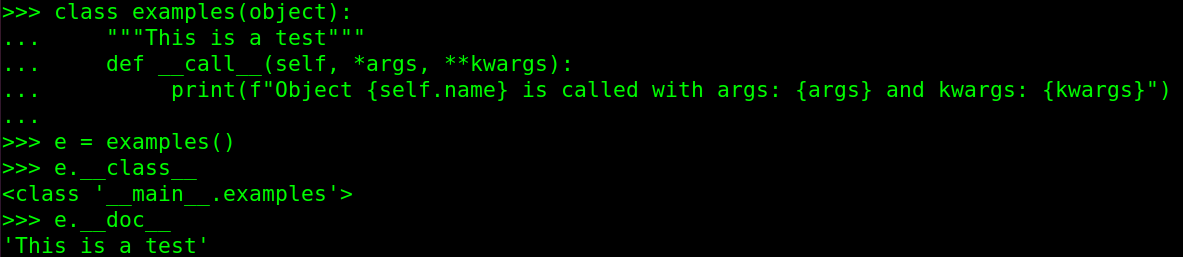 >>> class examples(object):
...     """This is a test"""
...     def __call__(self, *args, **kwargs):
...          print(f"Object {self.name} is called with args: {args} and kwargs: {kwargs}")
...
>>> e = examples()
>>> e.__class__
<class '__main__.examples'>
>>> e.__doc__
'This is a test'